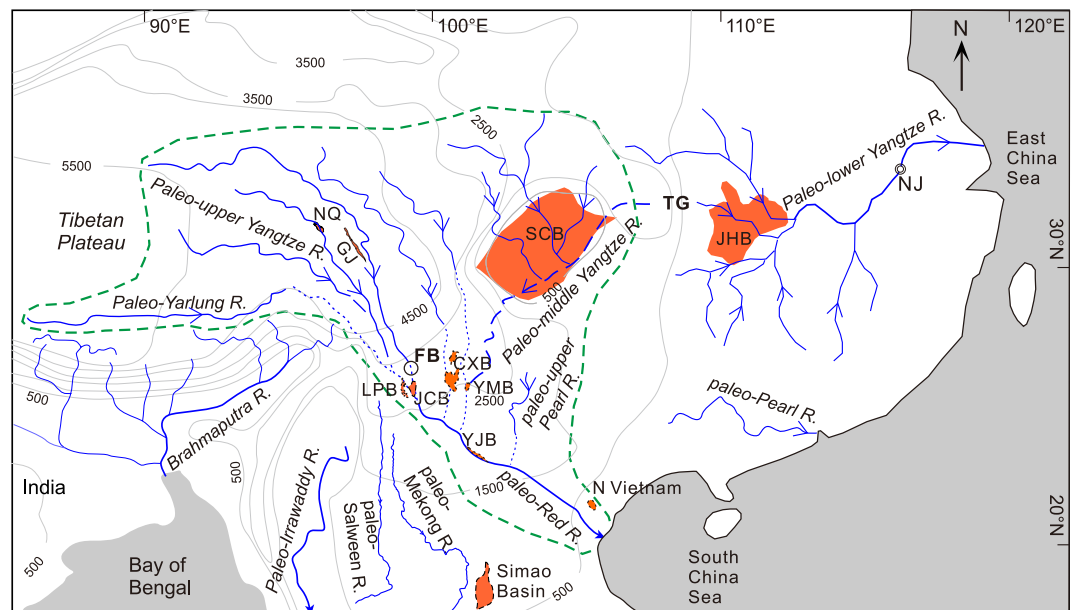 90°E
100°E
110°E
120°E
N
3500
3500
2500
5500
East
China
Sea
Paleo-lower Yangtze R.
NJ
Tibetan
Plateau
Paleo-upper Yangtze R.
NQ
GJ
SCB
TG
JHB
30°N
Paleo-middle Yangtze R.
500
Paleo-Yarlung R.
4500
FB
CXB
LPB
JCB
YMB
2500
paleo-upper
Pearl R.
paleo-Pearl R.
500
Brahmaputra R.
YJB
India
500
1500
paleo-Red R.
N Vietnam
20°N
Paleo-Irrawaddy R.
paleo-
Salween R.
paleo-
Mekong R.
500
Bay of
Bengal
Simao
Basin
500
South
China
Sea